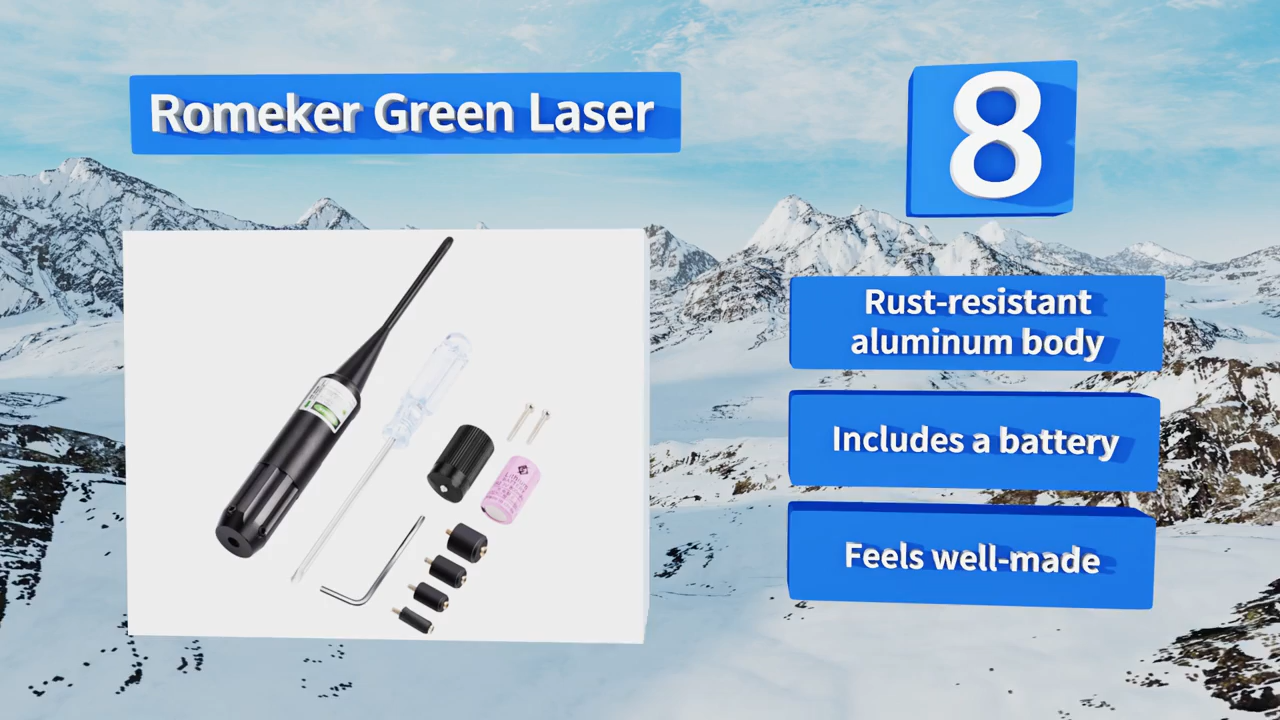 Romeker Green Laser
8
Rust-resistant
aluminum body
Includes a battery
Feels well-made